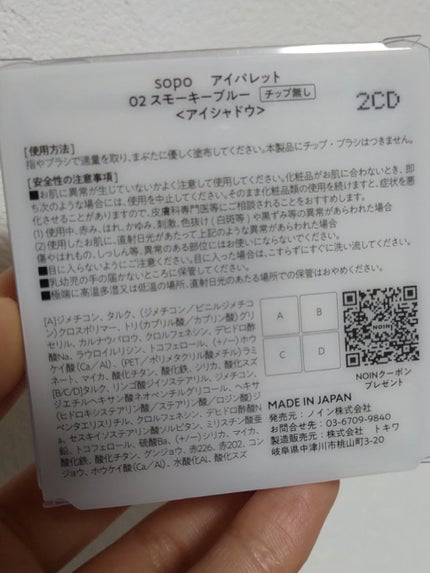 sopo アイパレット
02 スモーキーブルー チップ無し
<アイシャドウ>
2CD
[使用方法]
指やブラシで適量を取り、まぶたに優しく塗布してください。本製品にチップ・ブラシはつきません。
[安全性の注意事項]
■お肌に異常が生じていないかよく注意して使用してください。化粧品がお肌に合わないとき、即
ち次のような場合には、使用を中止してください。そのまま化粧品類の使用を続けますと、症状を悪
化させることがありますので、皮膚科専門医等にご相談されることをおすすめします。
(1)使用中、赤み、はれ、かゆみ、刺激、色抜け(白斑等)や黒ずみ等の異常があらわれた場合
(2)使用したお肌に、直射日光があたって上記のような異常があらわれた場合
傷やはれもの、しっしん等、異常のある部位にはお使いにならないでください。
■目に入らないようにご注意ください。目に入った場合は、こすらずにすぐに洗い流してください。
■乳幼児の手の届かないところに保管してください。
■極端に高温多湿又は低温の場所、直射日光のあたる場所での保管はおやめください。
[A]ジメチコン、タルク、(ジメチコン/ビニルジメチコ
ン)クロスポリマー、トリ(カプリル酸/カプリン酸)グリ
セリル、カルナウバロウ、クロルフェネシン、デヒドロ酢
酸Na、ラウロイルリシン、トコフェロール、(+/-)ホウ
ケイ酸(Ca/Al)、(PET/ポリメタクリル酸メチル)ラミ
ネート、マイカ、酸化チタン、酸化鉄、シリカ、酸化スズ
[B/C/D]タルク、リンゴ酸ジイソステアリル、ジメチコン、
ジエチルヘキサン酸ネオペンチルグリコール、ヘキサ
(ヒドロキシステアリン酸/ステアリン酸/ロジン酸)ジ
ペンタエリスリチル、クロルフェネシン、デヒドロ酢酸N
a、セスキイソステアリン酸ソルビタン、ミリスチン酸亜
鉛、トコフェロール、硫酸Ba、(+/-)シリカ、マイカ、
酸化鉄、酸化チタン、グンジョウ、赤226、赤202、コン
ジョウ、ホウケイ酸(Ca/Al)、水酸化Al、酸化スズ
A B
C D
NOIN
NOINクーポン
プレゼント
MADE IN JAPAN
発売元：ノイン株式会社
お問合せ先：03-6709-9840
製造販売元：株式会社 トキワ
岐阜県中津川市桃山町3-20